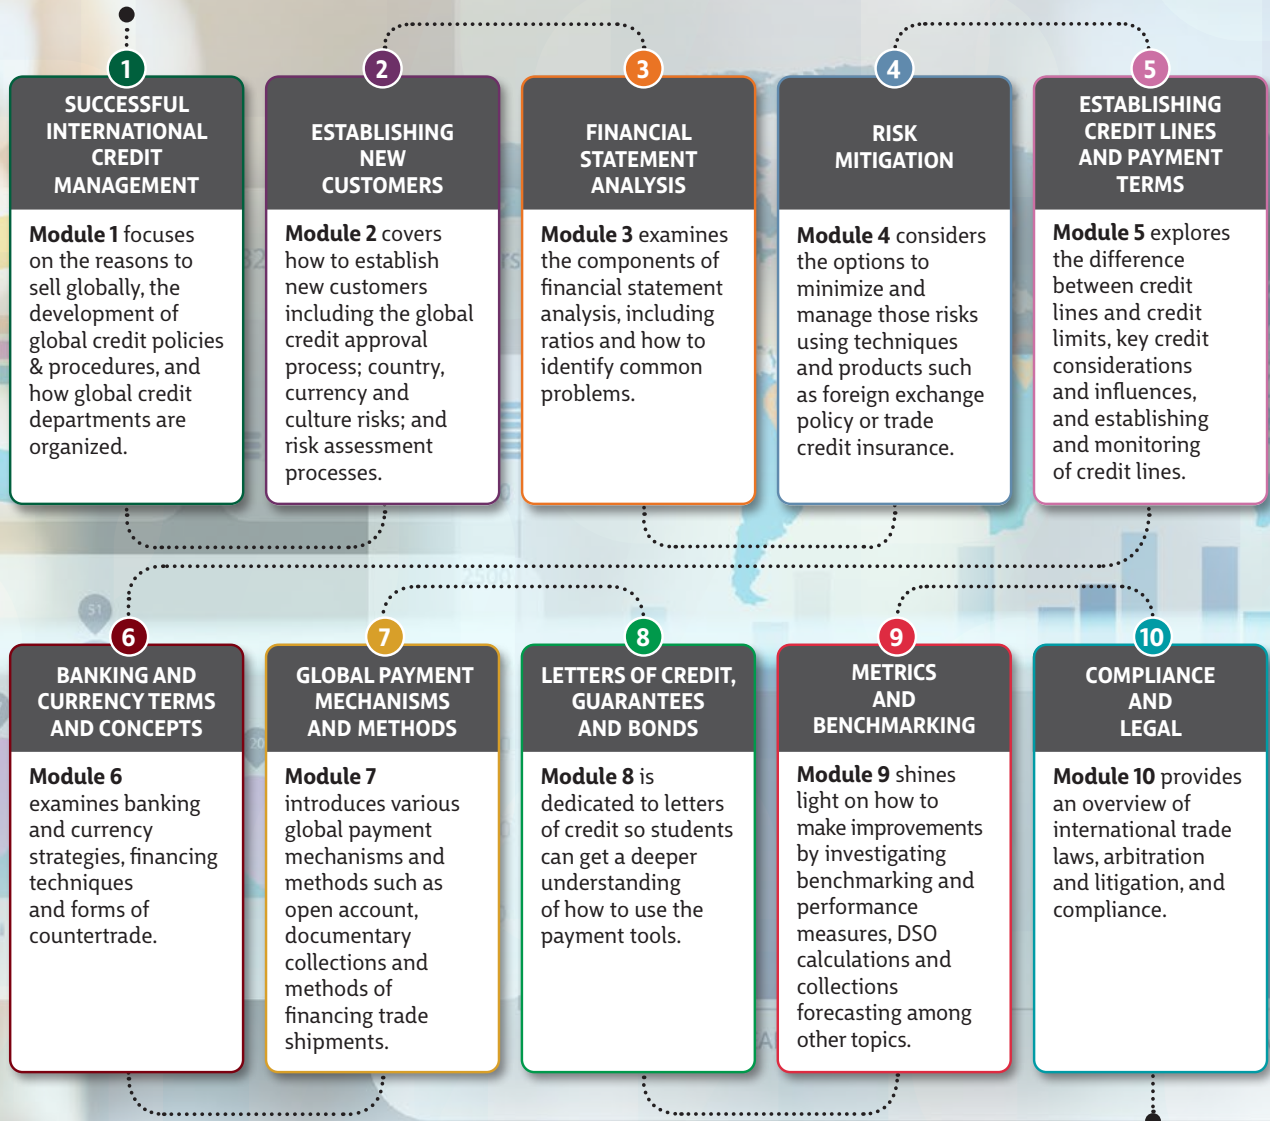 1
SUCCESSFUL
INTERNATIONAL
CREDIT
MANAGEMENT
Module 1 focuses
on the reasons to
sell globally, the
development of
global credit policies
& procedures, and
how global credit
departments are
organized.
2
ESTABLISHING
NEW
CUSTOMERS
Module 2 covers
how to establish
new customers
including the global
credit approval
process; country,
currency and
culture risks; and
risk assessment
processes.
3
FINANCIAL
STATEMENT
ANALYSIS
Module 3 examines
the components of
financial statement
analysis, including
ratios and how to
identify common
problems.
4
RISK
MITIGATION
Module 4 considers
the options to
minimize and
manage those risks
using techniques
and products such
as foreign exchange
policy or trade
credit insurance.
5
ESTABLISHING
CREDIT LINES
AND PAYMENT
TERMS
Module 5 explores
the difference
between credit
lines and credit
limits, key credit
considerations
and influences,
and establishing
and monitoring
of credit lines.
51
6
BANKING AND
CURRENCY TERMS
AND CONCEPTS
Module 6
examines banking
and currency
strategies, financing
techniques
and forms of
countertrade.
20
7
GLOBAL PAYMENT
MECHANISMS
AND METHODS
Module 7
introduces various
global payment
mechanisms and
methods such as
open account,
documentary
collections and
methods of
financing trade
shipments.
8
LETTERS OF CREDIT,
GUARANTEES
AND BONDS
Module 8 is
dedicated to letters
of credit so students
can get a deeper
understanding
of how to use the
payment tools.
9
METRICS
AND
BENCHMARKING
Module 9 shines
light on how to
make improvements
by investigating
benchmarking and
performance
measures, DSO
calculations and
collections
forecasting among
other topics.
10
COMPLIANCE
AND
LEGAL
Module 10 provides
an overview of
international trade
laws, arbitration
and litigation, and
compliance.